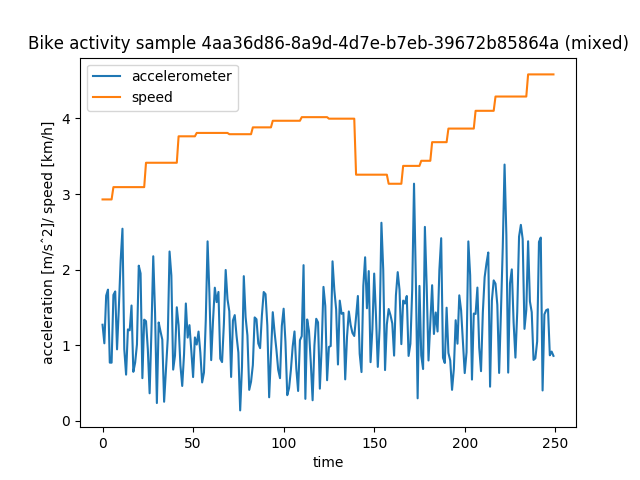 Bike activity sample 4aa36d86-8a9d-4d7e-b7eb-39672b85864a (mixed)
accelerometer
speed
acceleration [m/s^2]/ speed [km/h]
4
3
2
1
0
0
50
100
150
200
250
time